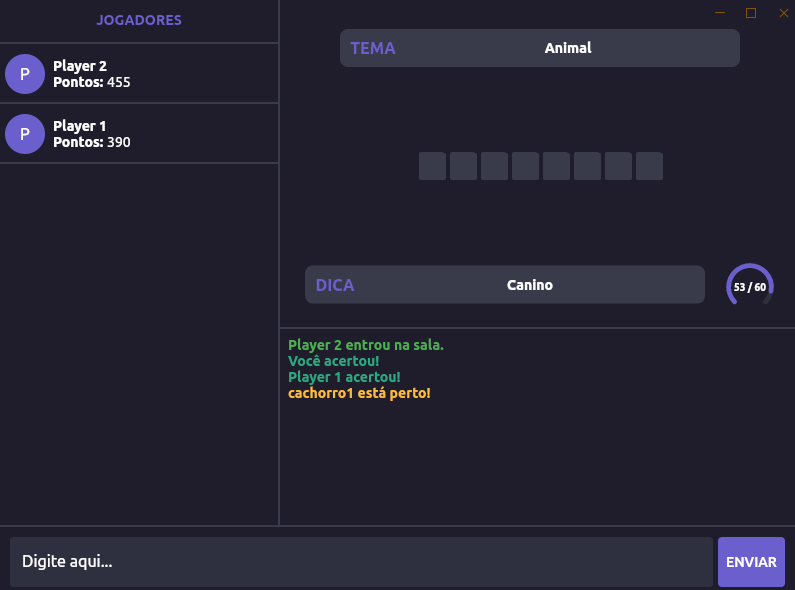 JOGADORES
P
Player 2
Pontos: 455
P
Player 1
Pontos: 390
TEMA
Animal
DICA
Canino
53 / 60
Player 2 entrou na sala.
Você acertou!
Player 1 acertou!
cachorro1 está perto!
Digite aqui...
ENVIAR